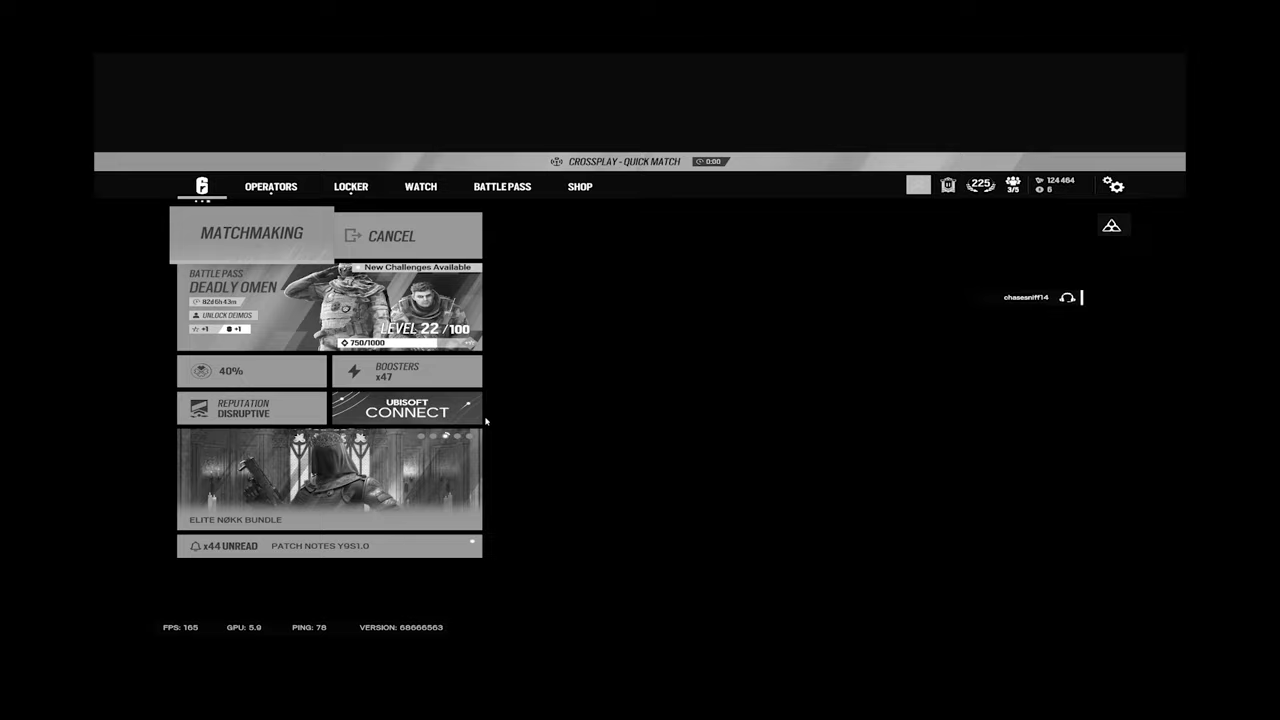 CROSSPLAY - QUICK MATCH 0:00
OPERATORS LOCKER WATCH BATTLE PASS SHOP
225 3/5 124 464
6
MATCHMAKING CANCEL
New Challenges Available
BATTLE PASS
DEADLY OMEN
82d 6h 43m
UNLOCK DEIMOS
+1 +1
LEVEL 22 /100
750/1000
40%
BOOSTERS
x47
REPUTATION
DISRUPTIVE
UBISOFT
CONNECT
ELITE NØKK BUNDLE
x44 UNREAD PATCH NOTES Y9S1.0
chasesniff14
FPS: 165 GPU: 5.9 PING: 78 VERSION: 68666563